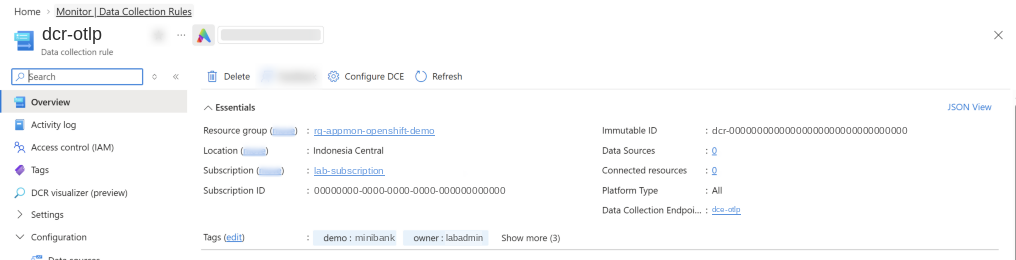 Home > Monitor | Data Collection Rules
dcr-otlp ...
Data collection rule
Search
Delete Configure DCE Refresh
Overview
Essentials JSON View
Activity log
Resource group ( ) : rg-appmon-openshift-demo Immutable ID : dcr-00000000000000000000000000000000
Access control (IAM)
Location ( ) : Indonesia Central Data Sources : 0
Tags
Subscription ( ) : lab-subscription Connected resources : 0
DCR visualizer (preview)
Subscription ID : 00000000-0000-0000-0000-000000000000 Platform Type : All
Settings
Data Collection Endpoi... : dce-otlp
Configuration
Tags (edit) : demo : minibank owner : labadmin Show more (3)
Data sources